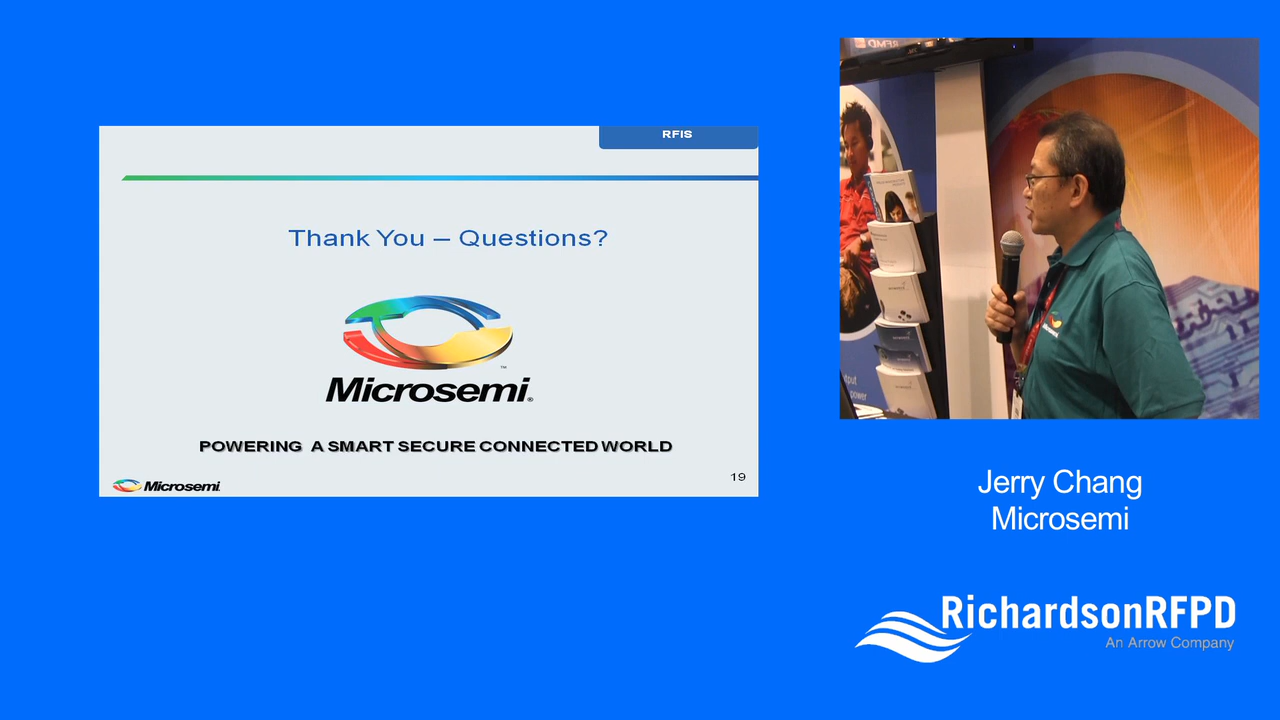 RFIS
Thank You – Questions?
Microsemi
POWERING A SMART SECURE CONNECTED WORLD
Microsemi
19
Jerry Chang
Microsemi
RichardsonRFPD
An Arrow Company